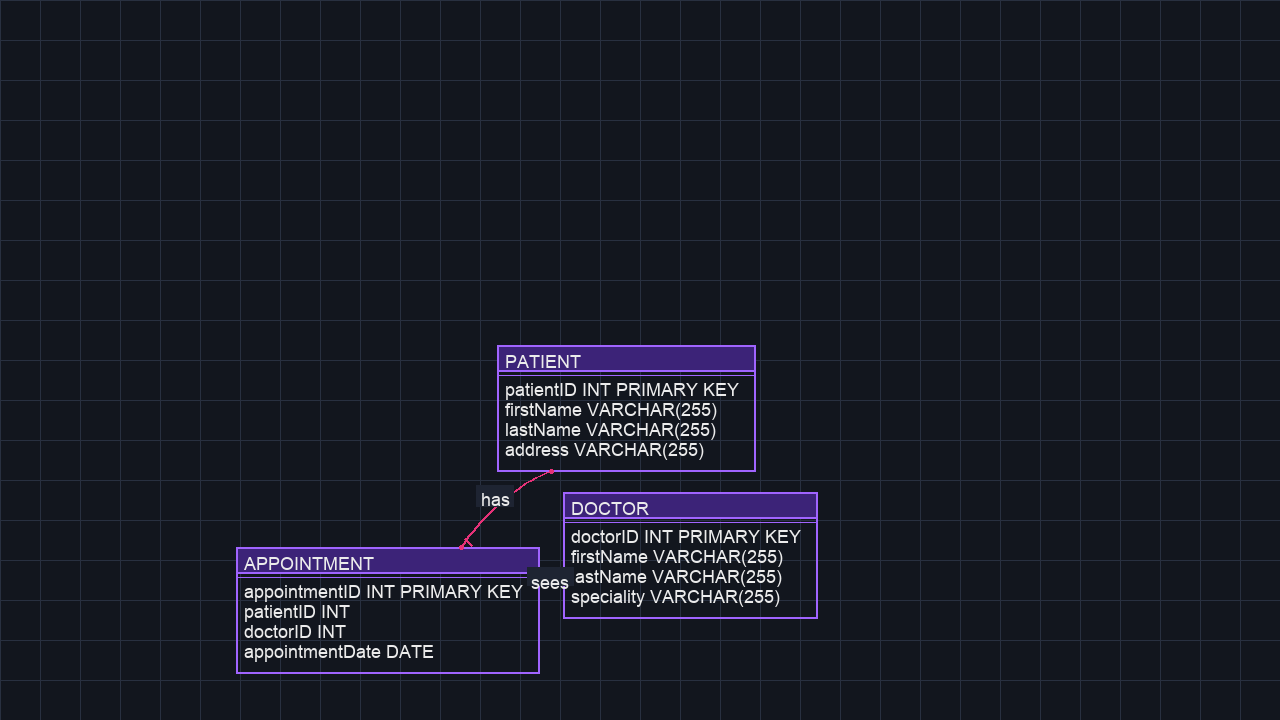 PATIENT
patientID INT PRIMARY KEY
firstName VARCHAR(255)
lastName VARCHAR(255)
address VARCHAR(255)
has
DOCTOR
doctorID INT PRIMARY KEY
firstName VARCHAR(255)
astName VARCHAR(255)
speciality VARCHAR(255)
sees
APPOINTMENT
appointmentID INT PRIMARY KEY
patientID INT
doctorID INT
appointmentDate DATE